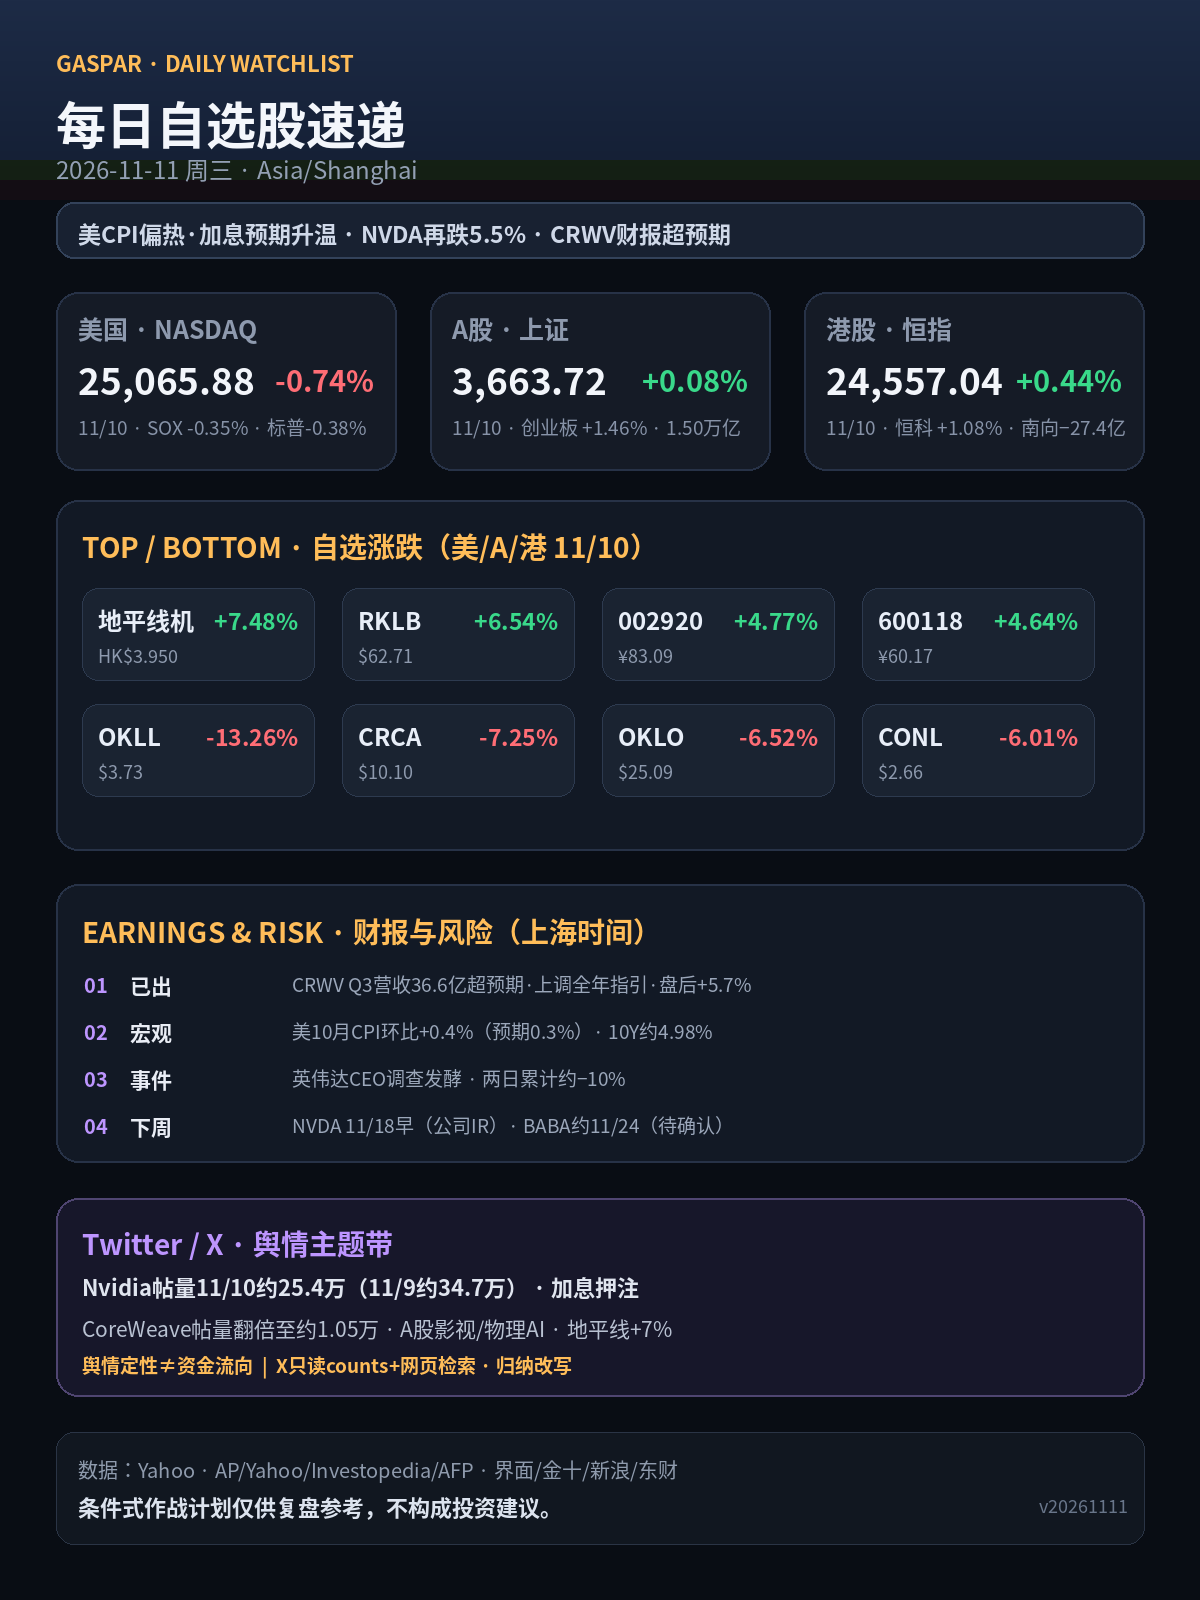 GASPAR · DAILY WATCHLIST
每日自选股速递
2026-11-11 周三 · Asia/Shanghai
美CPI偏热·加息预期升温 · NVDA再跌5.5% · CRWV财报超预期
美国 · NASDAQ
25,065.88 -0.74%
11/10 · SOX -0.35% · 标普-0.38%
A股 · 上证
3,663.72 +0.08%
11/10 · 创业板 +1.46% · 1.50万亿
港股 · 恒指
24,557.04 +0.44%
11/10 · 恒科 +1.08% · 南向−27.4亿
TOP / BOTTOM · 自选涨跌（美/A/港 11/10）
地平线机 +7.48%
HK$3.950
RKLB +6.54%
$62.71
002920 +4.77%
¥83.09
600118 +4.64%
¥60.17
OKLL -13.26%
$3.73
CRCA -7.25%
$10.10
OKLO -6.52%
$25.09
CONL -6.01%
$2.66
EARNINGS & RISK · 财报与风险（上海时间）
01 已出 CRWV Q3营收36.6亿超预期·上调全年指引·盘后+5.7%
02 宏观 美10月CPI环比+0.4%（预期0.3%）· 10Y约4.98%
03 事件 英伟达CEO调查发酵 · 两日累计约−10%
04 下周 NVDA 11/18早（公司IR）· BABA约11/24（待确认）
Twitter / X · 舆情主题带
Nvidia帖量11/10约25.4万（11/9约34.7万） · 加息押注
CoreWeave帖量翻倍至约1.05万 · A股影视/物理AI · 地平线+7%
舆情定性≠资金流向 | X只读counts+网页检索 · 归纳改写
数据：Yahoo · AP/Yahoo/Investopedia/AFP · 界面/金十/新浪/东财
条件式作战计划仅供复盘参考，不构成投资建议。
v20261111